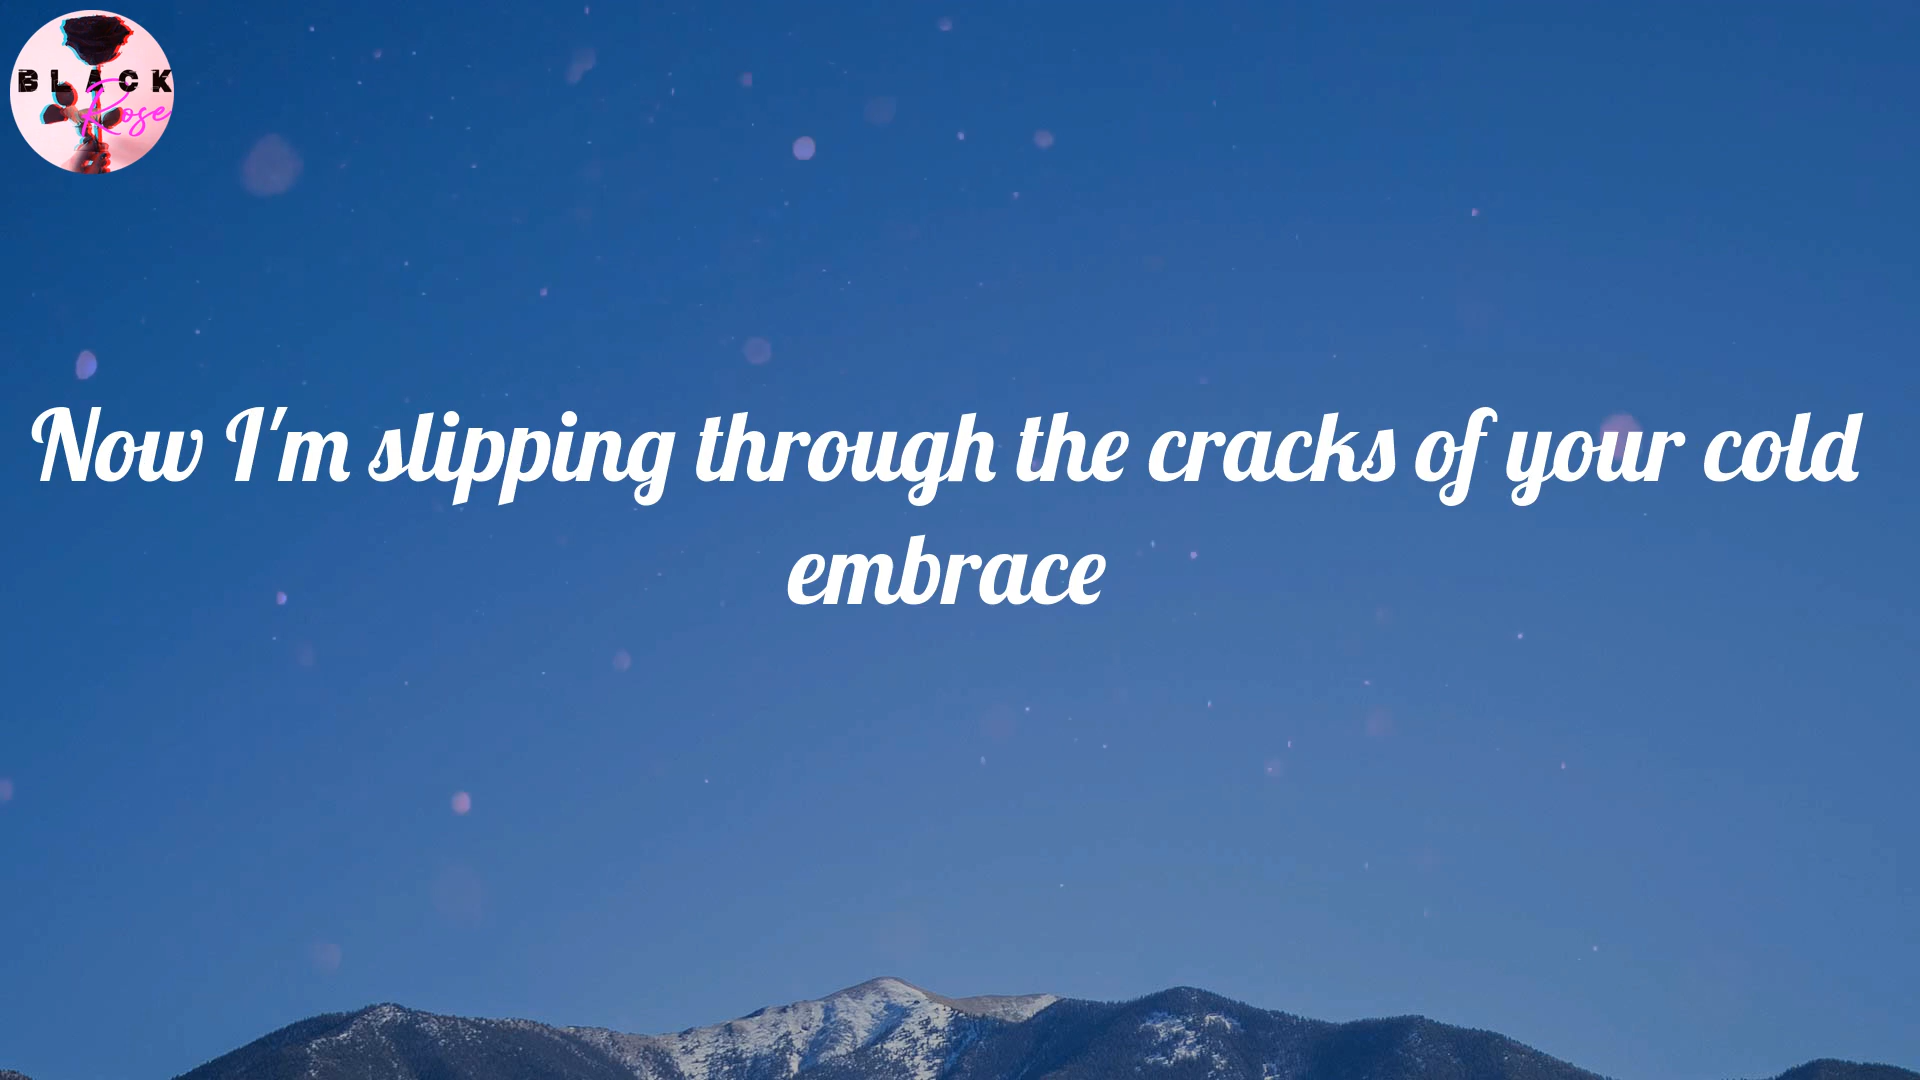 BLACK
Rose
Now I'm slipping through the cracks of your cold
embrace